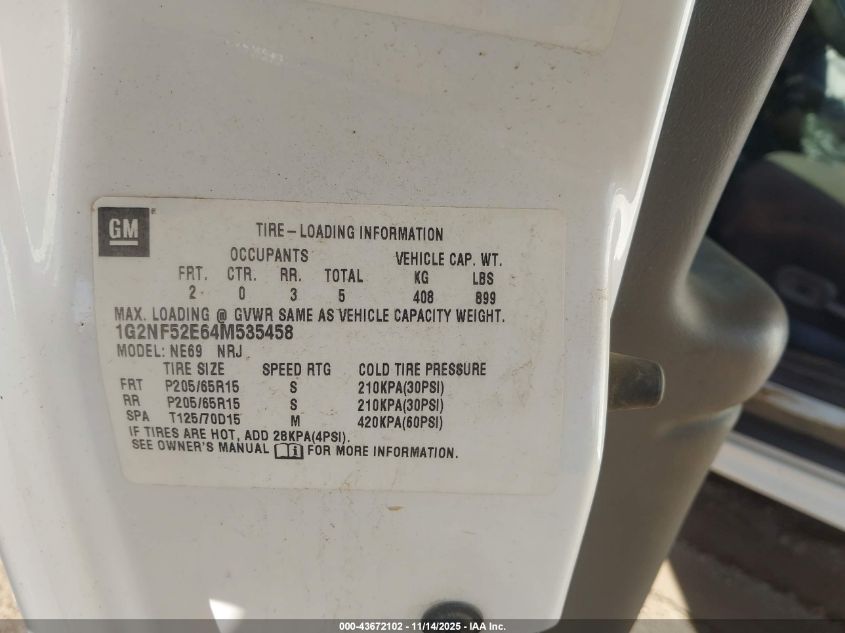 GM
TIRE-LOADING INFORMATION
OCCUPANTS VEHICLE CAP. WT.
FRT. CTR. RR. TOTAL KG LBS
2 0 3 5 408 899
MAX. LOADING @ GVWR SAME AS VEHICLE CAPACITY WEIGHT.
1G2NF52E64M535458
MODEL: NE69 NRJ
TIRE SIZE SPEED RTG COLD TIRE PRESSURE
FRT P205/65R15 S 210KPA(30PSI)
RR P205/65R15 S 210KPA(30PSI)
SPA T125/70D15 M 420KPA(60PSI)
IF TIRES ARE HOT, ADD 28KPA(4PSI).
SEE OWNER'S MANUAL FOR MORE INFORMATION.
000-43672102 - 11/14/2025 - IAAI.com